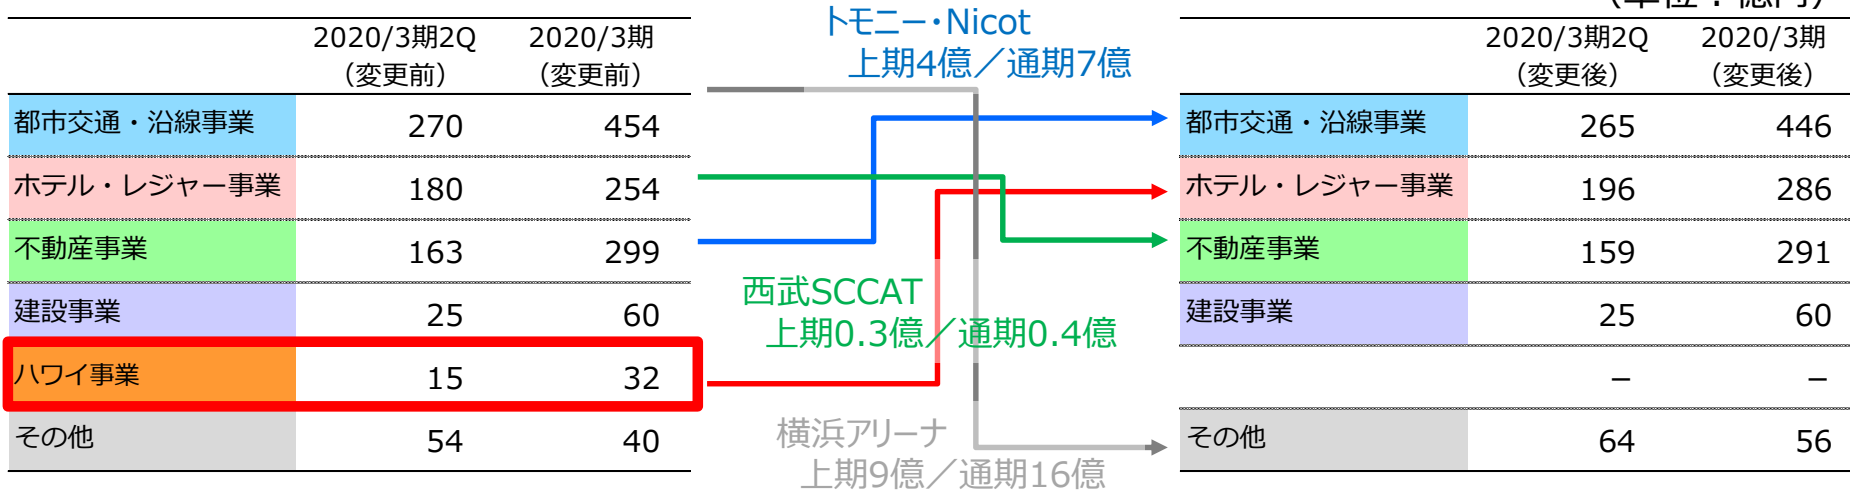 （単位：億円）
2020/3期2Q 2020/3期
（変更前） （変更前）
都市交通・沿線事業 270 454
ホテル・レジャー事業 180 254
不動産事業 163 299
建設事業 25 60
ハワイ事業 15 32
その他 54 40
トモニー・Nicot
上期4億／通期7億
西武SCCAT
上期0.3億／通期0.4億
横浜アリーナ
上期9億／通期16億
2020/3期2Q 2020/3期
（変更後） （変更後）
都市交通・沿線事業 265 446
ホテル・レジャー事業 196 286
不動産事業 159 291
建設事業 25 60
– –
その他 64 56